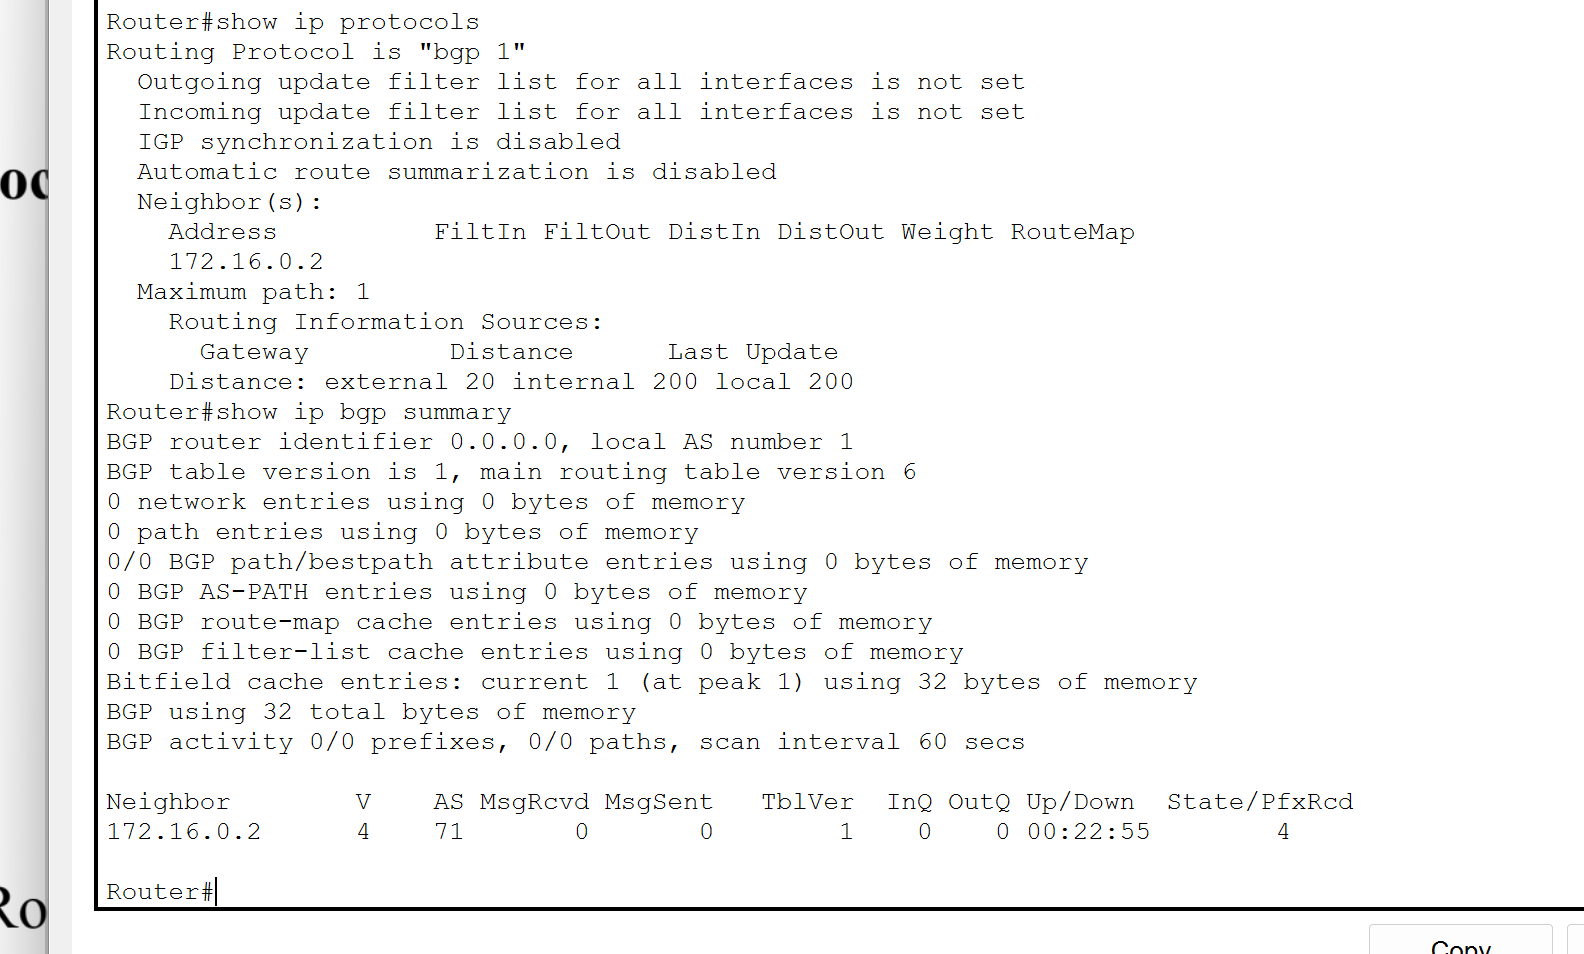 Router#show ip protocols
Routing Protocol is "bgp 1"
Outgoing update filter list for all interfaces is not set
Incoming update filter list for all interfaces is not set
IGP synchronization is disabled
Automatic route summarization is disabled
Neighbor(s):
Address FiltIn FiltOut DistIn DistOut Weight RouteMap
172.16.0.2
Maximum path: 1
Routing Information Sources:
Gateway Distance Last Update
Distance: external 20 internal 200 local 200
Router#show ip bgp summary
BGP router identifier 0.0.0.0, local AS number 1
BGP table version is 1, main routing table version 6
0 network entries using 0 bytes of memory
0 path entries using 0 bytes of memory
0/0 BGP path/bestpath attribute entries using 0 bytes of memory
0 BGP AS-PATH entries using 0 bytes of memory
0 BGP route-map cache entries using 0 bytes of memory
0 BGP filter-list cache entries using 0 bytes of memory
Bitfield cache entries: current 1 (at peak 1) using 32 bytes of memory
BGP using 32 total bytes of memory
BGP activity 0/0 prefixes, 0/0 paths, scan interval 60 secs
Neighbor V AS MsgRcvd MsgSent TblVer InQ OutQ Up/Down State/PfxRcd
172.16.0.2 4 71 0 0 1 0 0 00:22:55 4
Router#
Copy